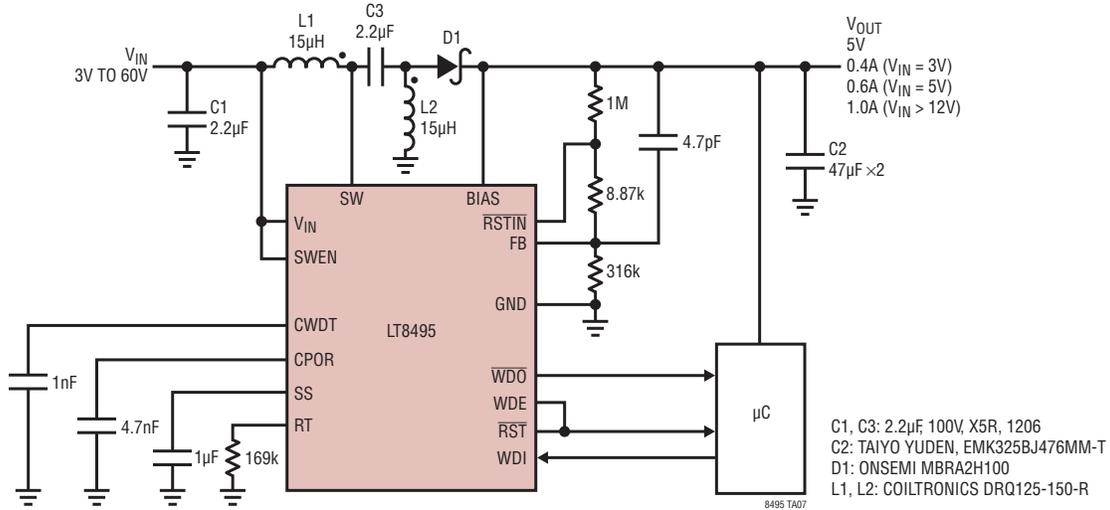 L1
15µH
C3
2.2µF
D1
VIN
3V TO 60V
VOUT
5V
0.4A (VIN = 3V)
0.6A (VIN = 5V)
1.0A (VIN > 12V)
C1
2.2µF
L2
15µH
1M
4.7pF
C2
47µF ×2
SW
BIAS
8.87k
VIN
RSTIN
FB
SWEN
316k
GND
CWDT
LT8495
CPOR
1nF
WDO
SS
WDE
µC
4.7nF
RT
RST
1µF
169k
WDI
C1, C3: 2.2µF, 100V, X5R, 1206
C2: TAIYO YUDEN, EMK325BJ476MM-T
D1: ONSEMI MBRA2H100
L1, L2: COILTRONICS DRQ125-150-R
8495 TA07